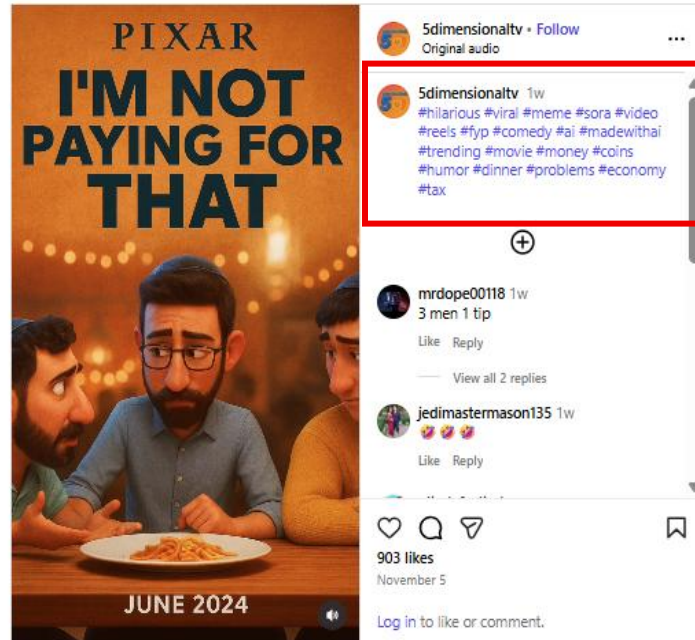 PIXAR
I'M NOT
PAYING FOR
THAT
JUNE 2024
5dimensionaltv • Follow
Original audio
5dimensionaltv 1w
#hilarious #viral #meme #sora #video
#reels #fyp #comedy #ai #madewithai
#trending #movie #money #coins
#humor #dinner #problems #economy
#tax
mrdope00118 1w
3 men 1 tip
Like Reply
View all 2 replies
jedimastermason135 1w
🤣 🤣 🤣
Like Reply
903 likes
November 5
Log in to like or comment.